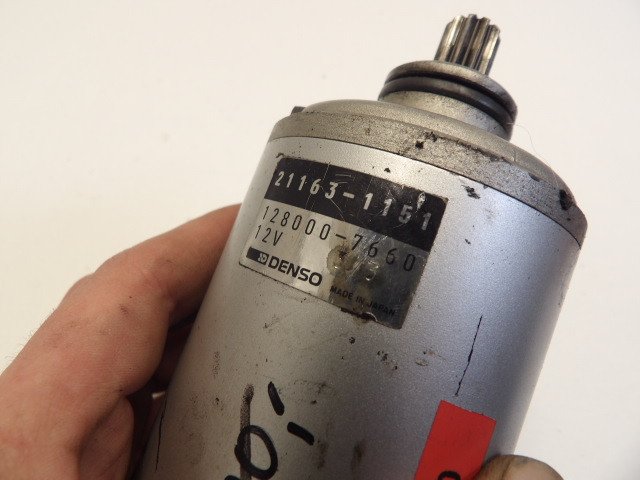 21163-1151
128000-7660
12V
DENSO
MADE IN JAPAN